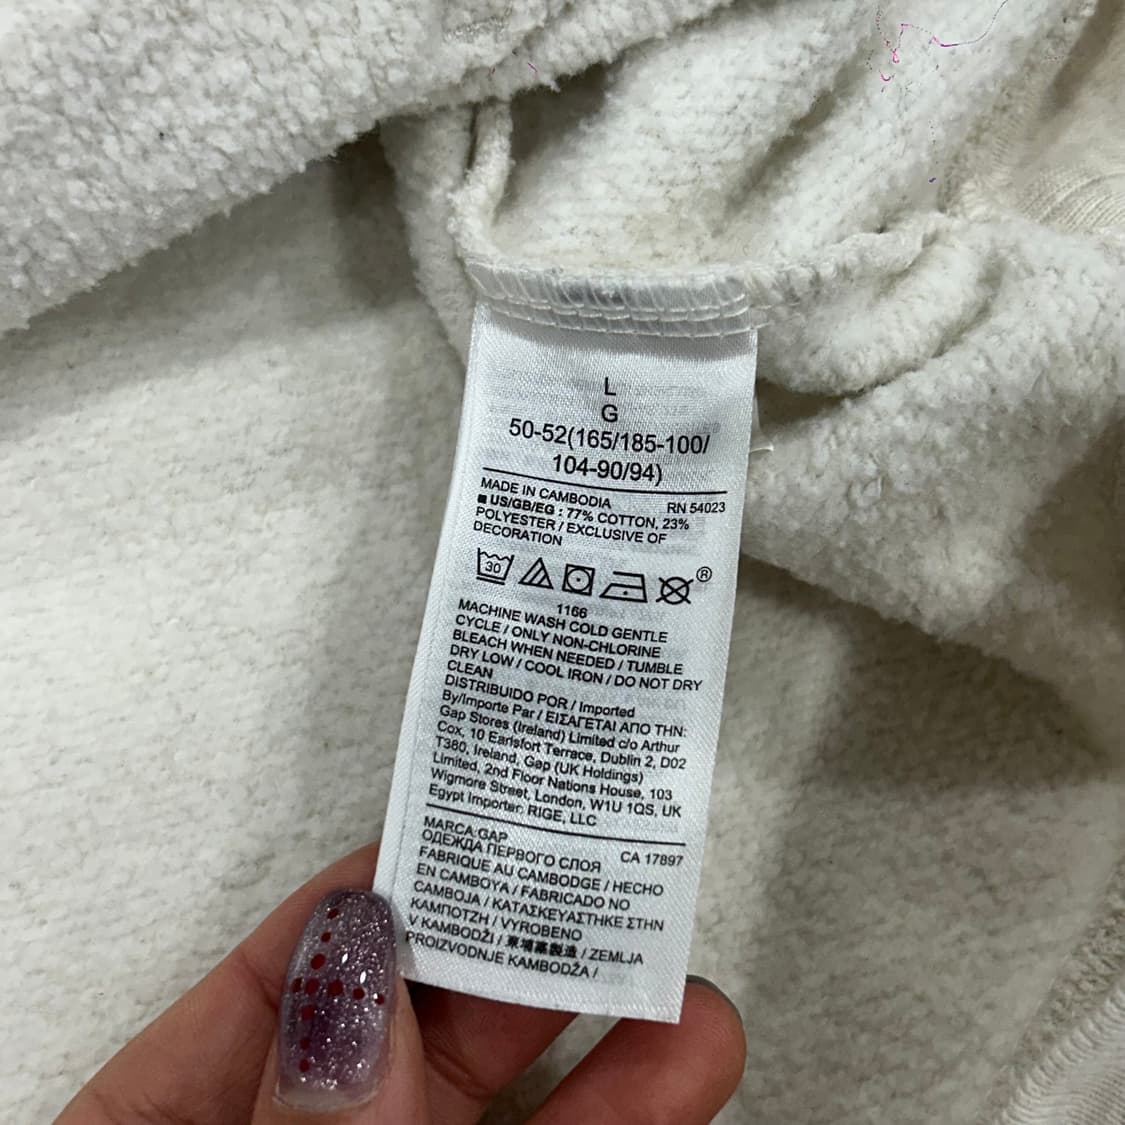 L
G
50-52(165/185-100/
104-90/94)
MADE IN CAMBODIA RN 54023
■ US/GB/EG : 77% COTTON, 23%
POLYESTER / EXCLUSIVE OF
DECORATION
30 ®
1166
MACHINE WASH COLD GENTLE
CYCLE / ONLY NON-CHLORINE
BLEACH WHEN NEEDED / TUMBLE
DRY LOW / COOL IRON / DO NOT DRY
CLEAN
DISTRIBUIDO POR / Imported
By/Importe Par / ΕΙΣΑΓΕΤΑΙ ΑΠΟ ΤΗΝ:
Gap Stores (Ireland) Limited c/o Arthur
Cox, 10 Earlsfort Terrace, Dublin 2, D02
T380, Ireland, Gap (UK Holdings)
Limited, 2nd Floor Nations House, 103
Wigmore Street, London, W1U 1QS, UK
Egypt Importer: RIGE, LLC
MARCA:GAP CA 17897
ОДЕЖДА ПЕРВОГО СЛОЯ
FABRIQUE AU CAMBODGE / HECHO
EN CAMBOYA / FABRICADO NO
CAMBOJA / ΚΑΤΑΣΚΕΥΑΣΤΗΚΕ ΣΤΗΝ
ΚΑΜΠΟΤΖΗ / VYROBENO
V KAMBODŽI / 柬埔寨製造 / ZEMLJA
PROIZVODNJE KAMBODŽA /